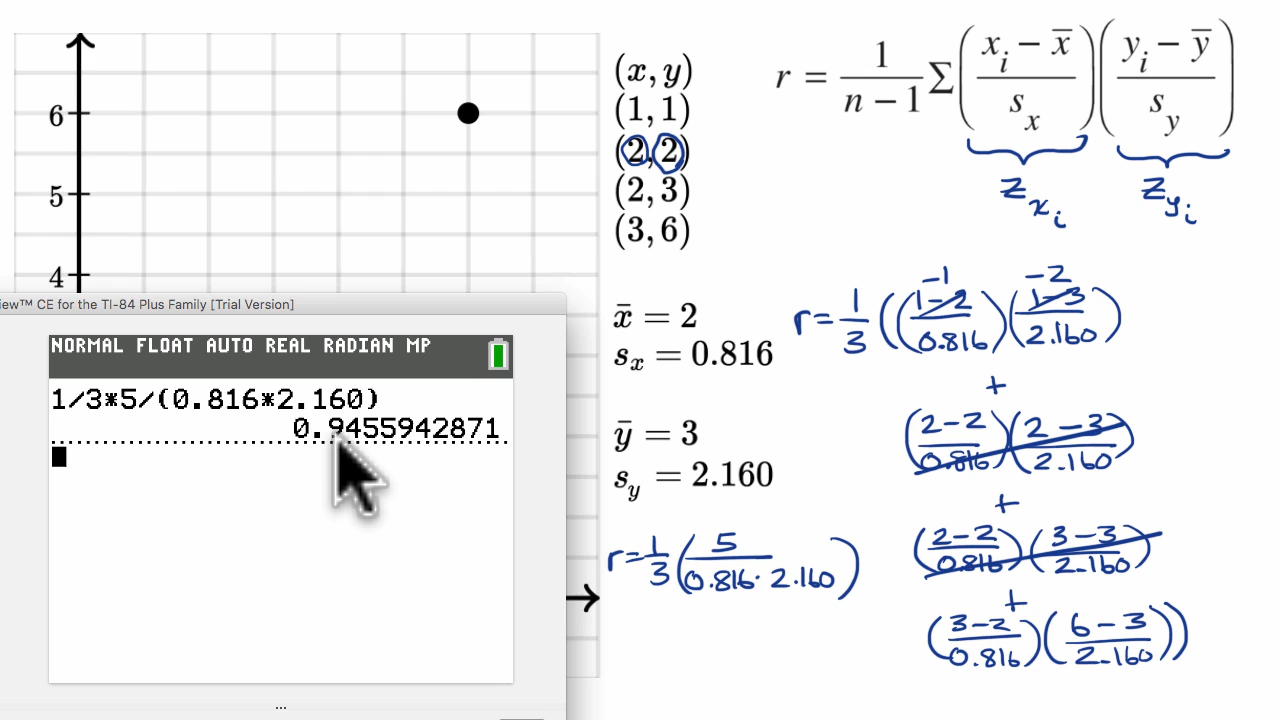 6
5
4
(x, y)
(1, 1)
(2, 2)
(2, 3)
(3, 6)
r = 1/(n − 1) Σ((x_i − x̄)/s_x)((y_i − ȳ)/s_y)
z_{x_i} z_{y_i}
x̄ = 2
s_x = 0.816
ȳ = 3
s_y = 2.160
r = 1/3 (5/(0.816 · 2.160))
-1 -2
r = 1/3 (((1-2)/0.816)((1-3)/2.160)
+
((2-2)/0.816)((2-3)/2.160)
+
((2-2)/0.816)((3-3)/2.160)
+
((3-2)/0.816)((6-3)/2.160))
iew™ CE for the TI-84 Plus Family [Trial Version]
NORMAL FLOAT AUTO REAL RADIAN MP
1/3*5/(0.816*2.160)
0.9455942871
...